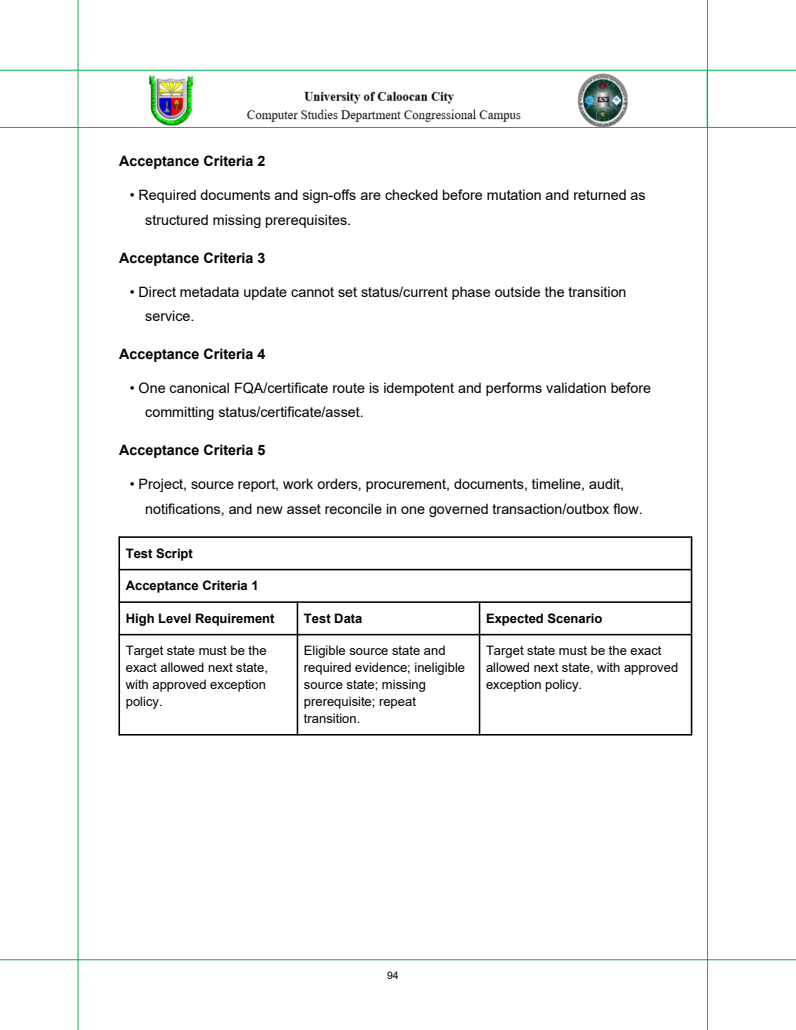 University of Caloocan City
Computer Studies Department Congressional Campus
Acceptance Criteria 2
• Required documents and sign-offs are checked before mutation and returned as
structured missing prerequisites.
Acceptance Criteria 3
• Direct metadata update cannot set status/current phase outside the transition
service.
Acceptance Criteria 4
• One canonical FQA/certificate route is idempotent and performs validation before
committing status/certificate/asset.
Acceptance Criteria 5
• Project, source report, work orders, procurement, documents, timeline, audit,
notifications, and new asset reconcile in one governed transaction/outbox flow.
Test Script
Acceptance Criteria 1
High Level Requirement
Test Data
Expected Scenario
Target state must be the
exact allowed next state,
with approved exception
policy.
Eligible source state and
required evidence; ineligible
source state; missing
prerequisite; repeat
transition.
Target state must be the exact
allowed next state, with approved
exception policy.
94